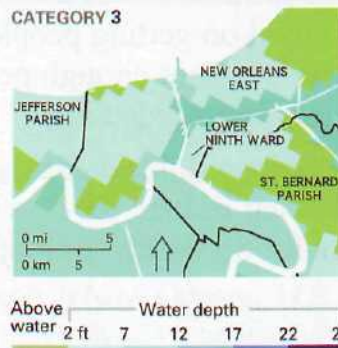 CATEGORY 3
NEW ORLEANS
EAST
JEFFERSON
PARISH
LOWER
NINTH WARD
ST. BERNARD
PARISH
0 mi 5
0 km 5
Above
water
Water depth
2 ft 7 12 17 22